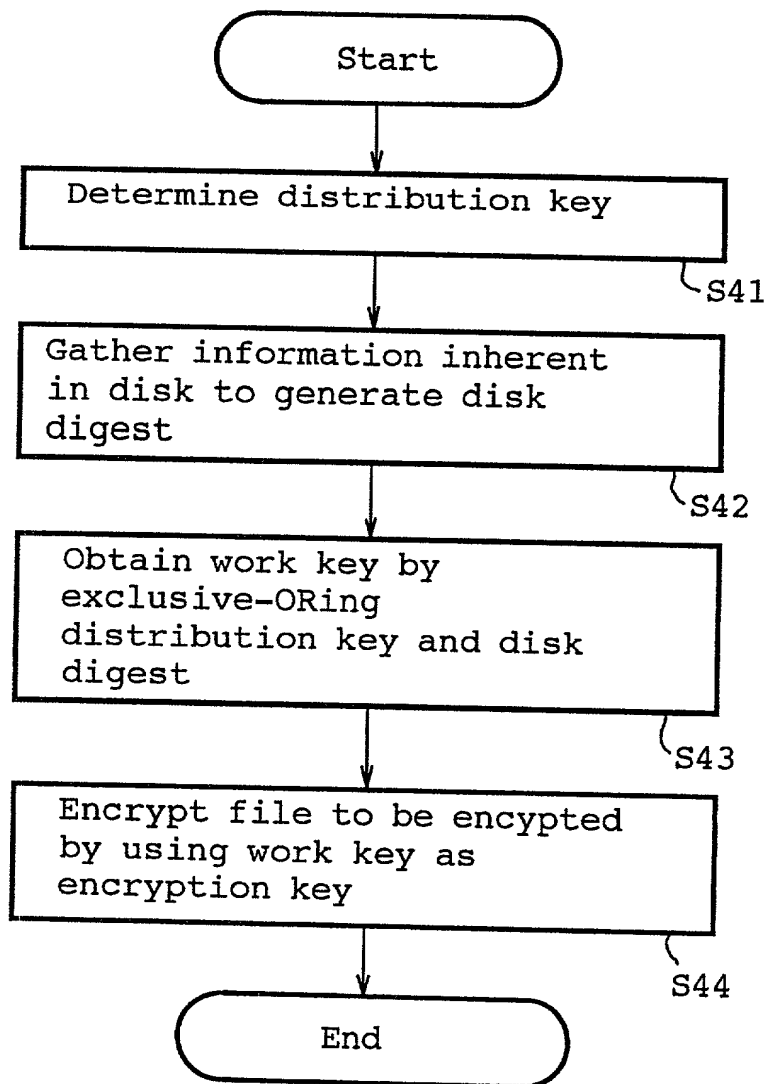 Start
Determine distribution key
S41
Gather information inherent
in disk to generate disk
digest
S42
Obtain work key by
exclusive-ORing
distribution key and disk
digest
S43
Encrypt file to be encypted
by using work key as
encryption key
S44
End